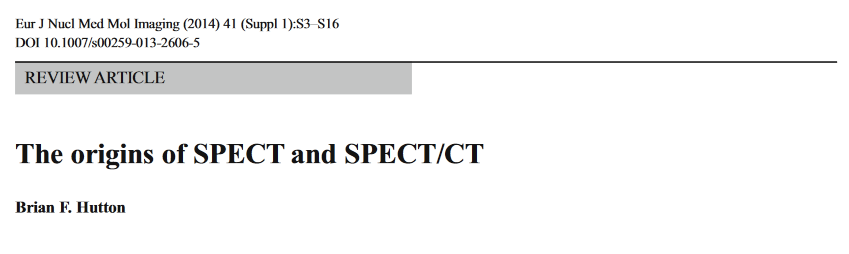 Eur J Nucl Med Mol Imaging (2014) 41 (Suppl 1):S3–S16
DOI 10.1007/s00259-013-2606-5
REVIEW ARTICLE
The origins of SPECT and SPECT/CT
Brian F. Hutton